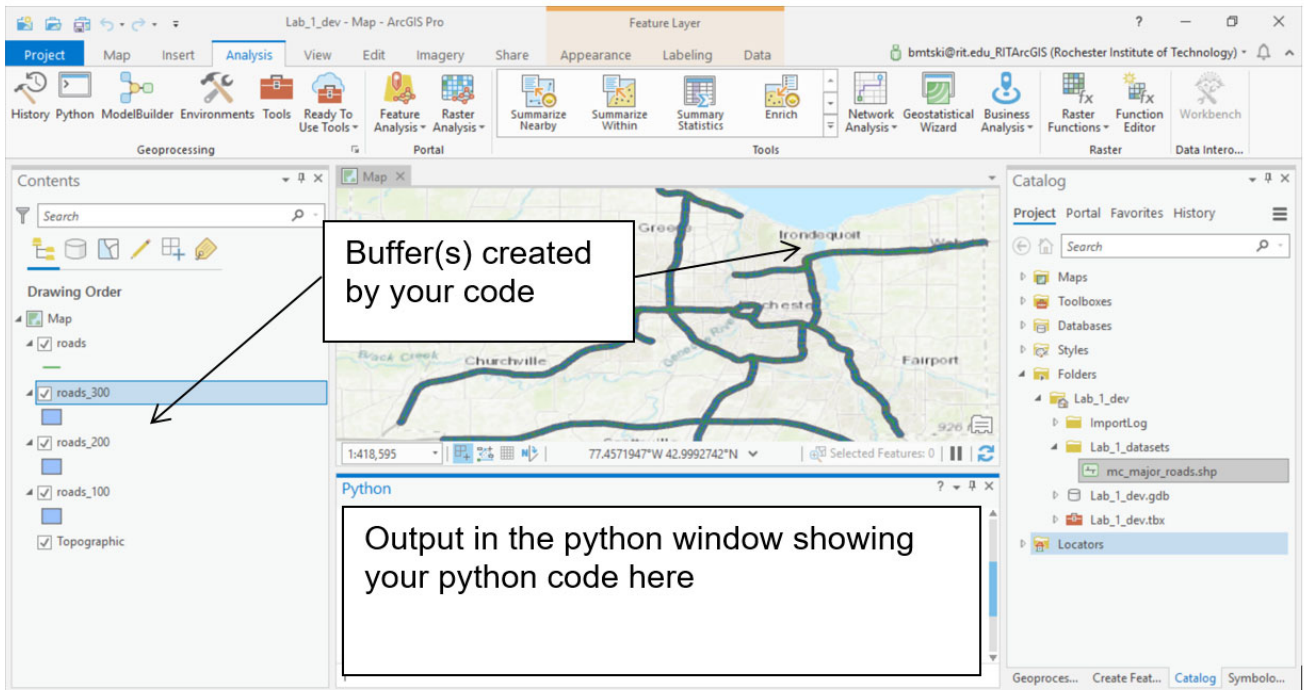 Lab_1_dev - Map - ArcGIS Pro
Feature Layer
?
Project Map Insert Analysis View Edit Imagery Share Appearance Labeling Data
bmtski@rit.edu_RITArcGIS (Rochester Institute of Technology)
History Python ModelBuilder Environments Tools Ready To Use Tools
Feature Analysis Raster Analysis
Summarize Nearby Summarize Within Summary Statistics Enrich
Network Analysis Geostatistical Wizard Business Analysis
Raster Functions Function Editor Workbench
Geoprocessing Portal Tools Raster Data Intero...
Contents
Search
Drawing Order
Map
roads
roads_300
roads_200
roads_100
Topographic
Map
Irondequoit
Churchville
Fairport
Black Creek
926
Buffer(s) created
by your code
1:418,595 77.4571947°W 42.9992742°N Selected Features: 0
Python
?
Output in the python window showing
your python code here
Catalog
Project Portal Favorites History
Search
Maps
Toolboxes
Databases
Styles
Folders
Lab_1_dev
ImportLog
Lab_1_datasets
mc_major_roads.shp
Lab_1_dev.gdb
Lab_1_dev.tbx
Locators
Geoproces... Create Feat... Catalog Symbolo...